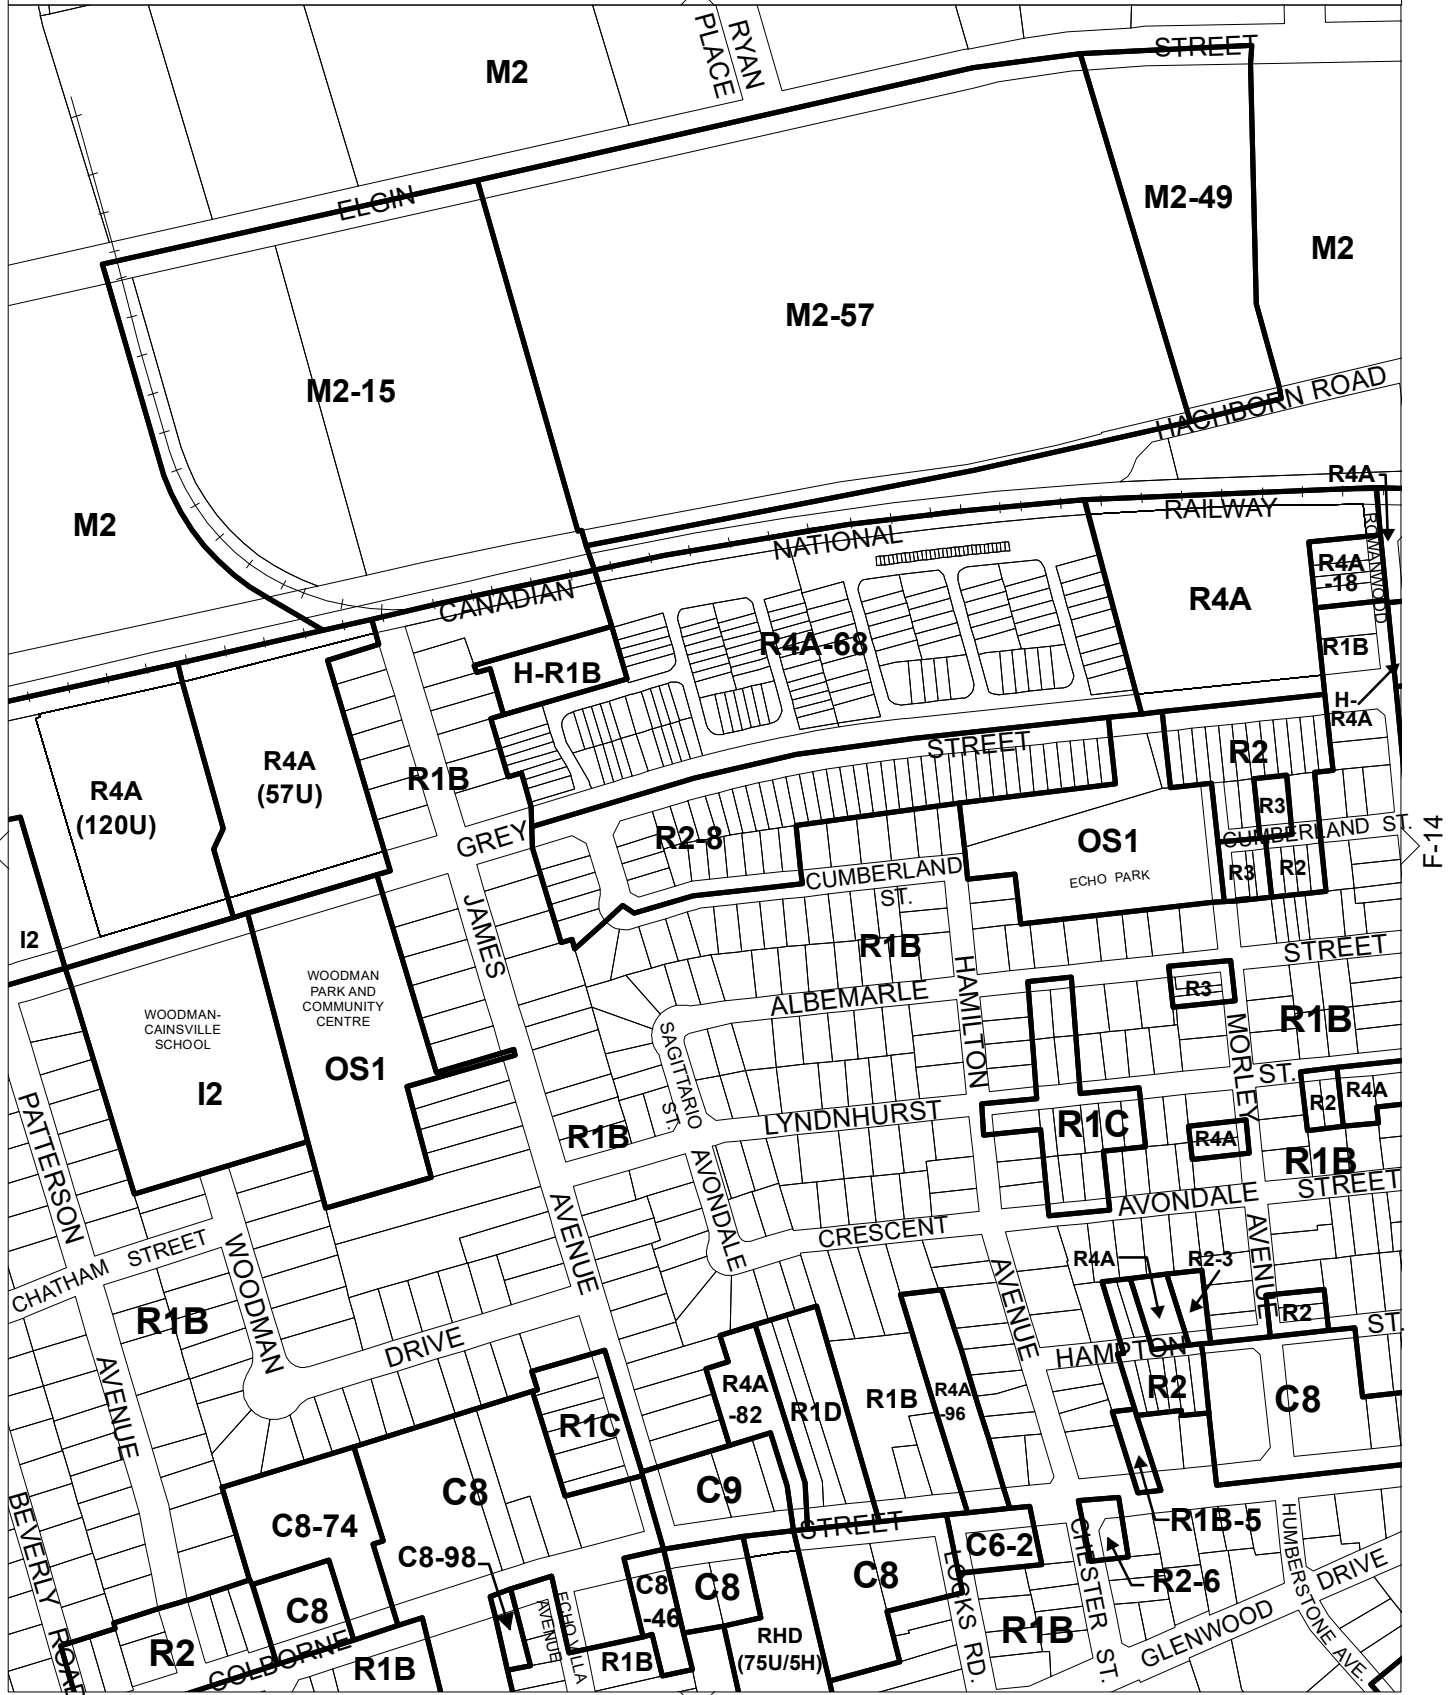 RYAN
PLACE
STREET
M2
ELGIN
M2-49
M2
M2-57
M2-15
HACHBORN ROAD
R4A
M2
NATIONAL
RAILWAY
ROWANWOOD
R4A
-18
CANADIAN
R4A
R4A-68
R1B
H-R1B
H-
R4A
STREET
R2
R4A
(57U)
R1B
R4A
(120U)
R3
GREY
R2-8
OS1
CUMBERLAND ST.
F-14
ECHO PARK
R3
R2
CUMBERLAND
ST.
I2
JAMES
R1B
STREET
WOODMAN
PARK AND
COMMUNITY
CENTRE
HAMILTON
R3
ALBEMARLE
WOODMAN-
CAINSVILLE
SCHOOL
R1B
OS1
SAGITTARIO
ST.
MORLEY
ST.
I2
R2
R4A
PATTERSON
LYNDNHURST
R1C
R1B
R4A
R1B
AVONDALE
AVENUE
AVONDALE
STREET
CHATHAM STREET
WOODMAN
CRESCENT
AVENUE
R4A
R2-3
AVENUE
R1B
R2
ST.
DRIVE
HAMPTON
AVENUE
R4A
-82
R1D
R1B
R4A
-96
R2
C8
R1C
C8
C9
BEVERLY ROAD
C8-74
STREET
R1B-5
C8-98
C6-2
CHESTER ST.
HUMBERSTONE AVE.
DRIVE
C8
-46
C8
C8
LOCKS RD.
R2-6
C8
ECHO VILLA
AVENUE
GLENWOOD
R1B
R2
COLBORNE
R1B
R1B
RHD
(75U/5H)